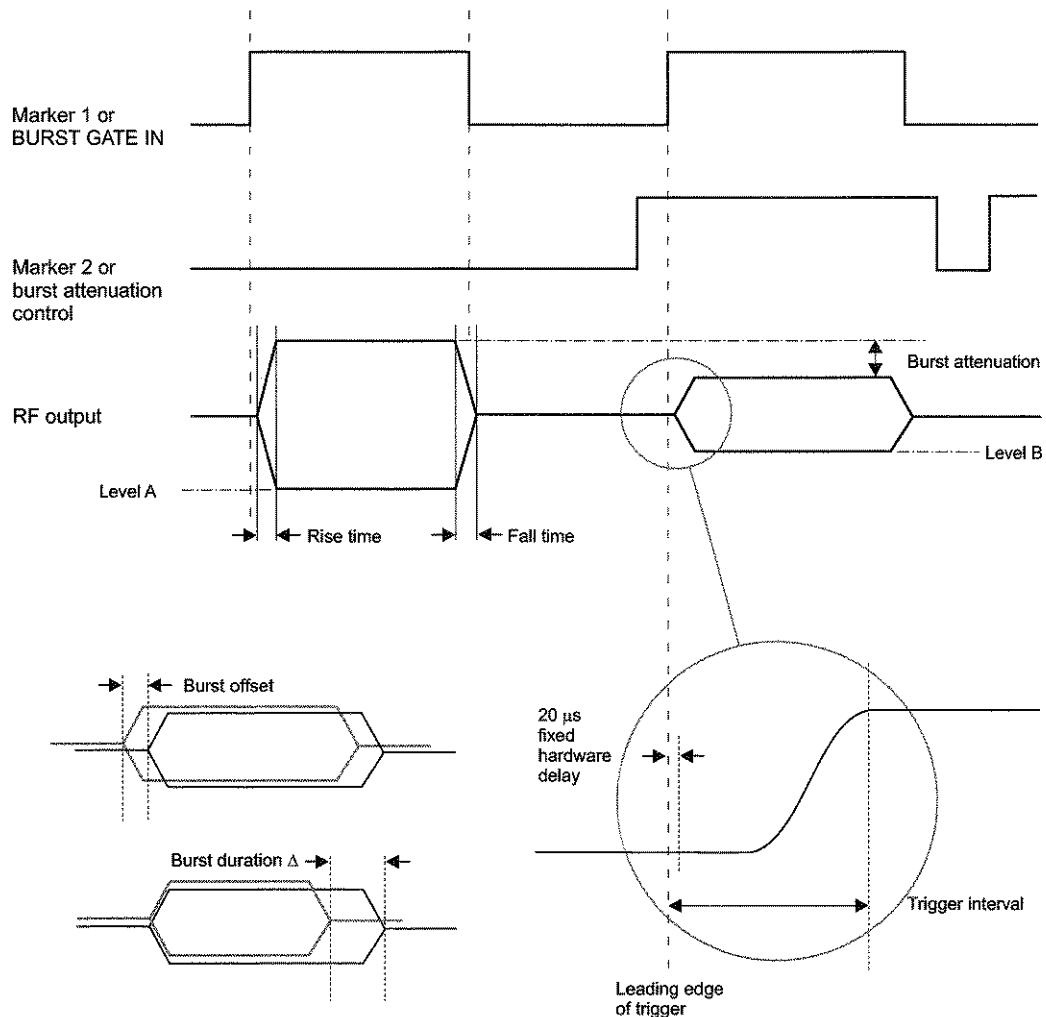 Marker 1 or
BURST GATE IN
Marker 2 or
burst attenuation
control
Burst attenuation
RF output
Level B
Level A
Rise time
Fall time
Burst offset
20 µs
fixed
hardware
delay
Burst duration Δ
Trigger interval
Leading edge
of trigger